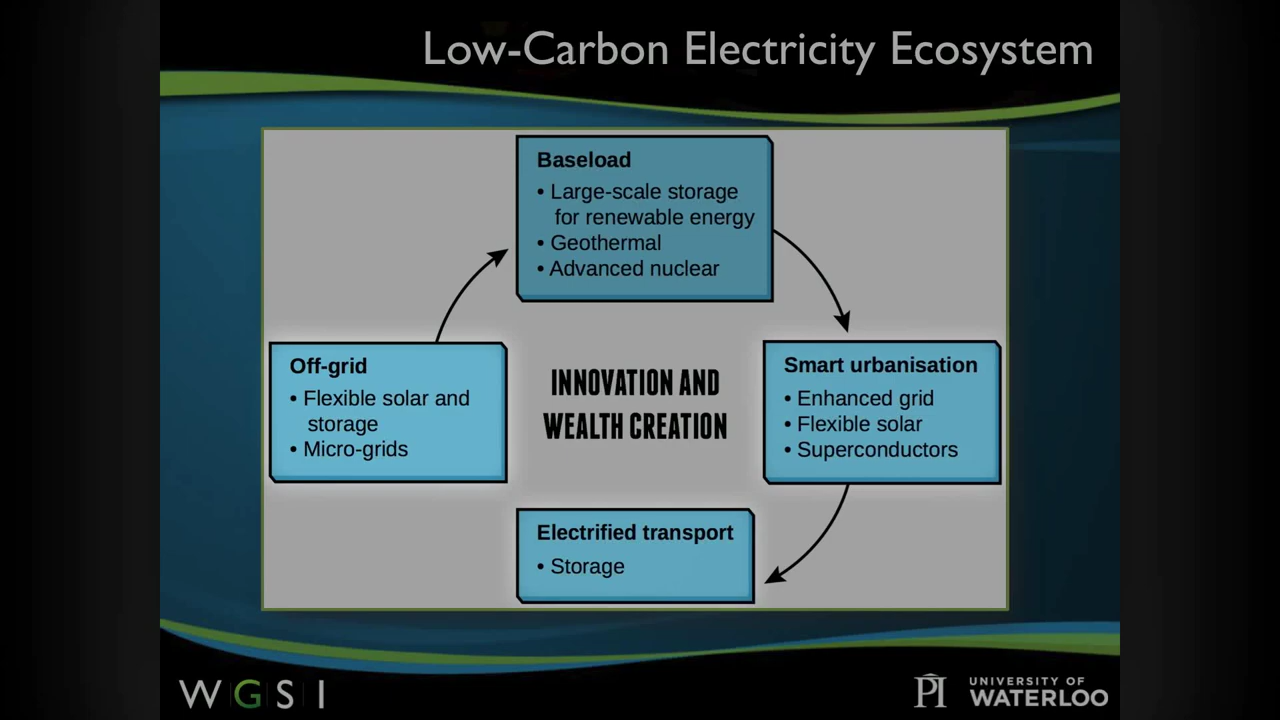 Low-Carbon Electricity Ecosystem
Baseload
• Large-scale storage
for renewable energy
• Geothermal
• Advanced nuclear
Off-grid
• Flexible solar and
storage
• Micro-grids
INNOVATION AND
WEALTH CREATION
Smart urbanisation
• Enhanced grid
• Flexible solar
• Superconductors
Electrified transport
• Storage
WGSI
PI
UNIVERSITY OF
WATERLOO